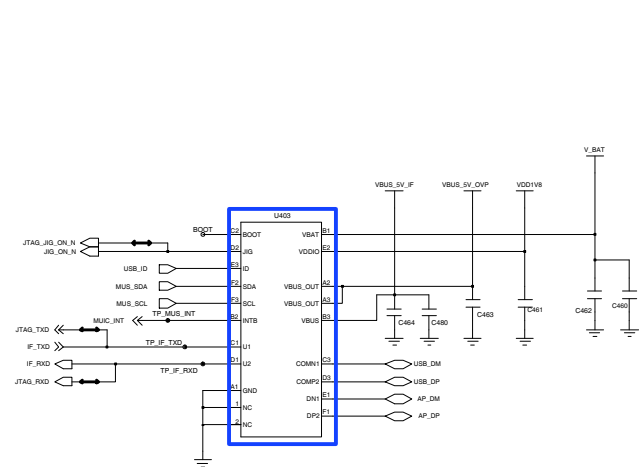 V_BAT
VBUS_5V_IF
VBUS_5V_OVP
VDD1V8
U403
BOOT
C2
BOOT
VBAT
B1
JTAG_JIG_ON_N
JIG_ON_N
D2
JIG
VDDIO
E2
USB_ID
E3
ID
MUS_SDA
F2
SDA
VBUS_OUT
A2
MUS_SCL
F3
SCL
VBUS_OUT
A3
TP_MUS_INT
MUIC_INT
B2
INTB
VBUS
B3
C464
C480
C463
C461
C462
C460
JTAG_TXD
IF_TXD
TP_IF_TXD
C1
U1
IF_RXD
TP_IF_RXD
D1
U2
COMN1
C3
USB_DM
JTAG_RXD
COMP2
D3
USB_DP
A1
GND
DN1
E1
AP_DM
1
NC
DP2
F1
AP_DP
2
NC